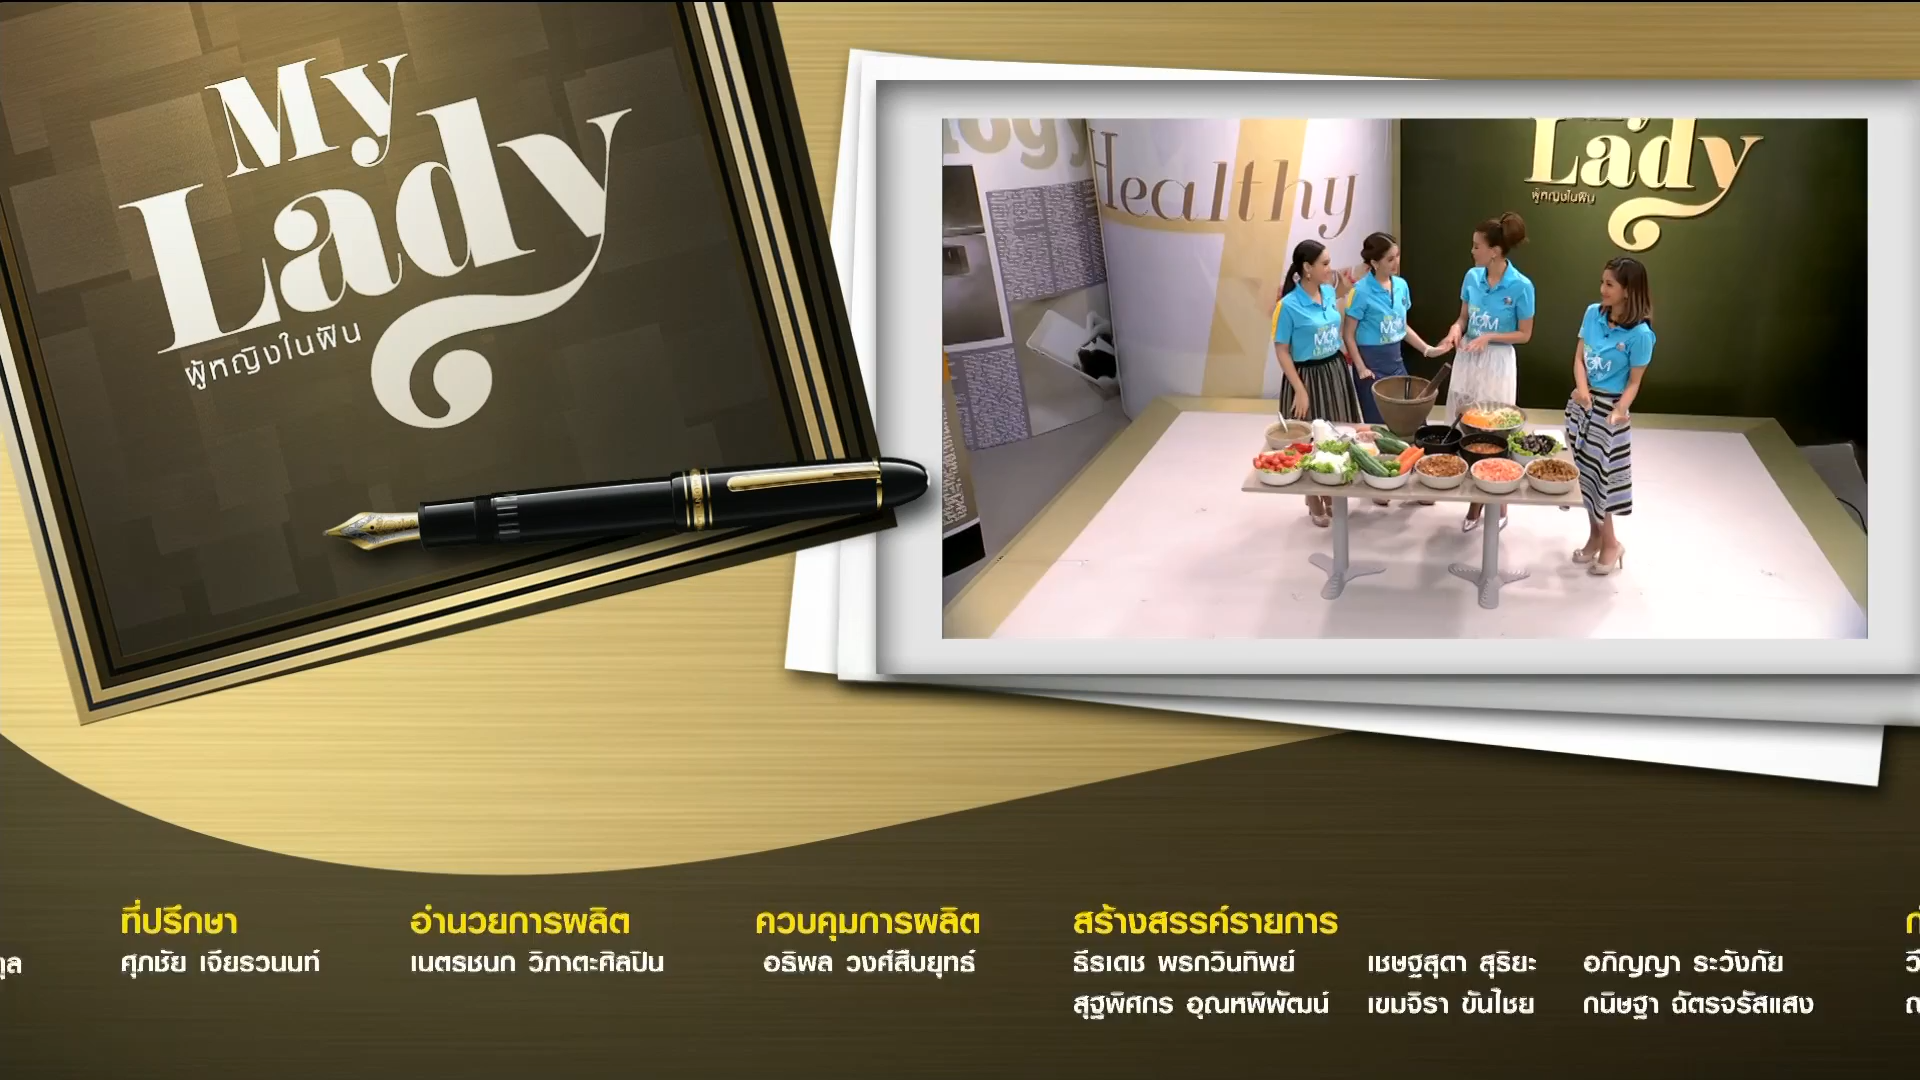 My
Lady
ผู้หญิงในฝัน
Healthy
Lady
ผู้หญิงในฝัน
ที่ปรึกษา
ศุภชัย เจียรวนนท์
อำนวยการผลิต
เนตรชนก วิภาตะศิลปิน
ควบคุมการผลิต
อธิพล วงศ์สืบยุทธ์
สร้างสรรค์รายการ
ธีรเดช พรกวินทิพย์ เชษฐสุดา สุริยะ อภิญญา ระวังภัย
สุฐพิศกร อุณหพิพัฒน์ เขมจิรา ขันไชย กนิษฐา ฉัตรจรัสแสง